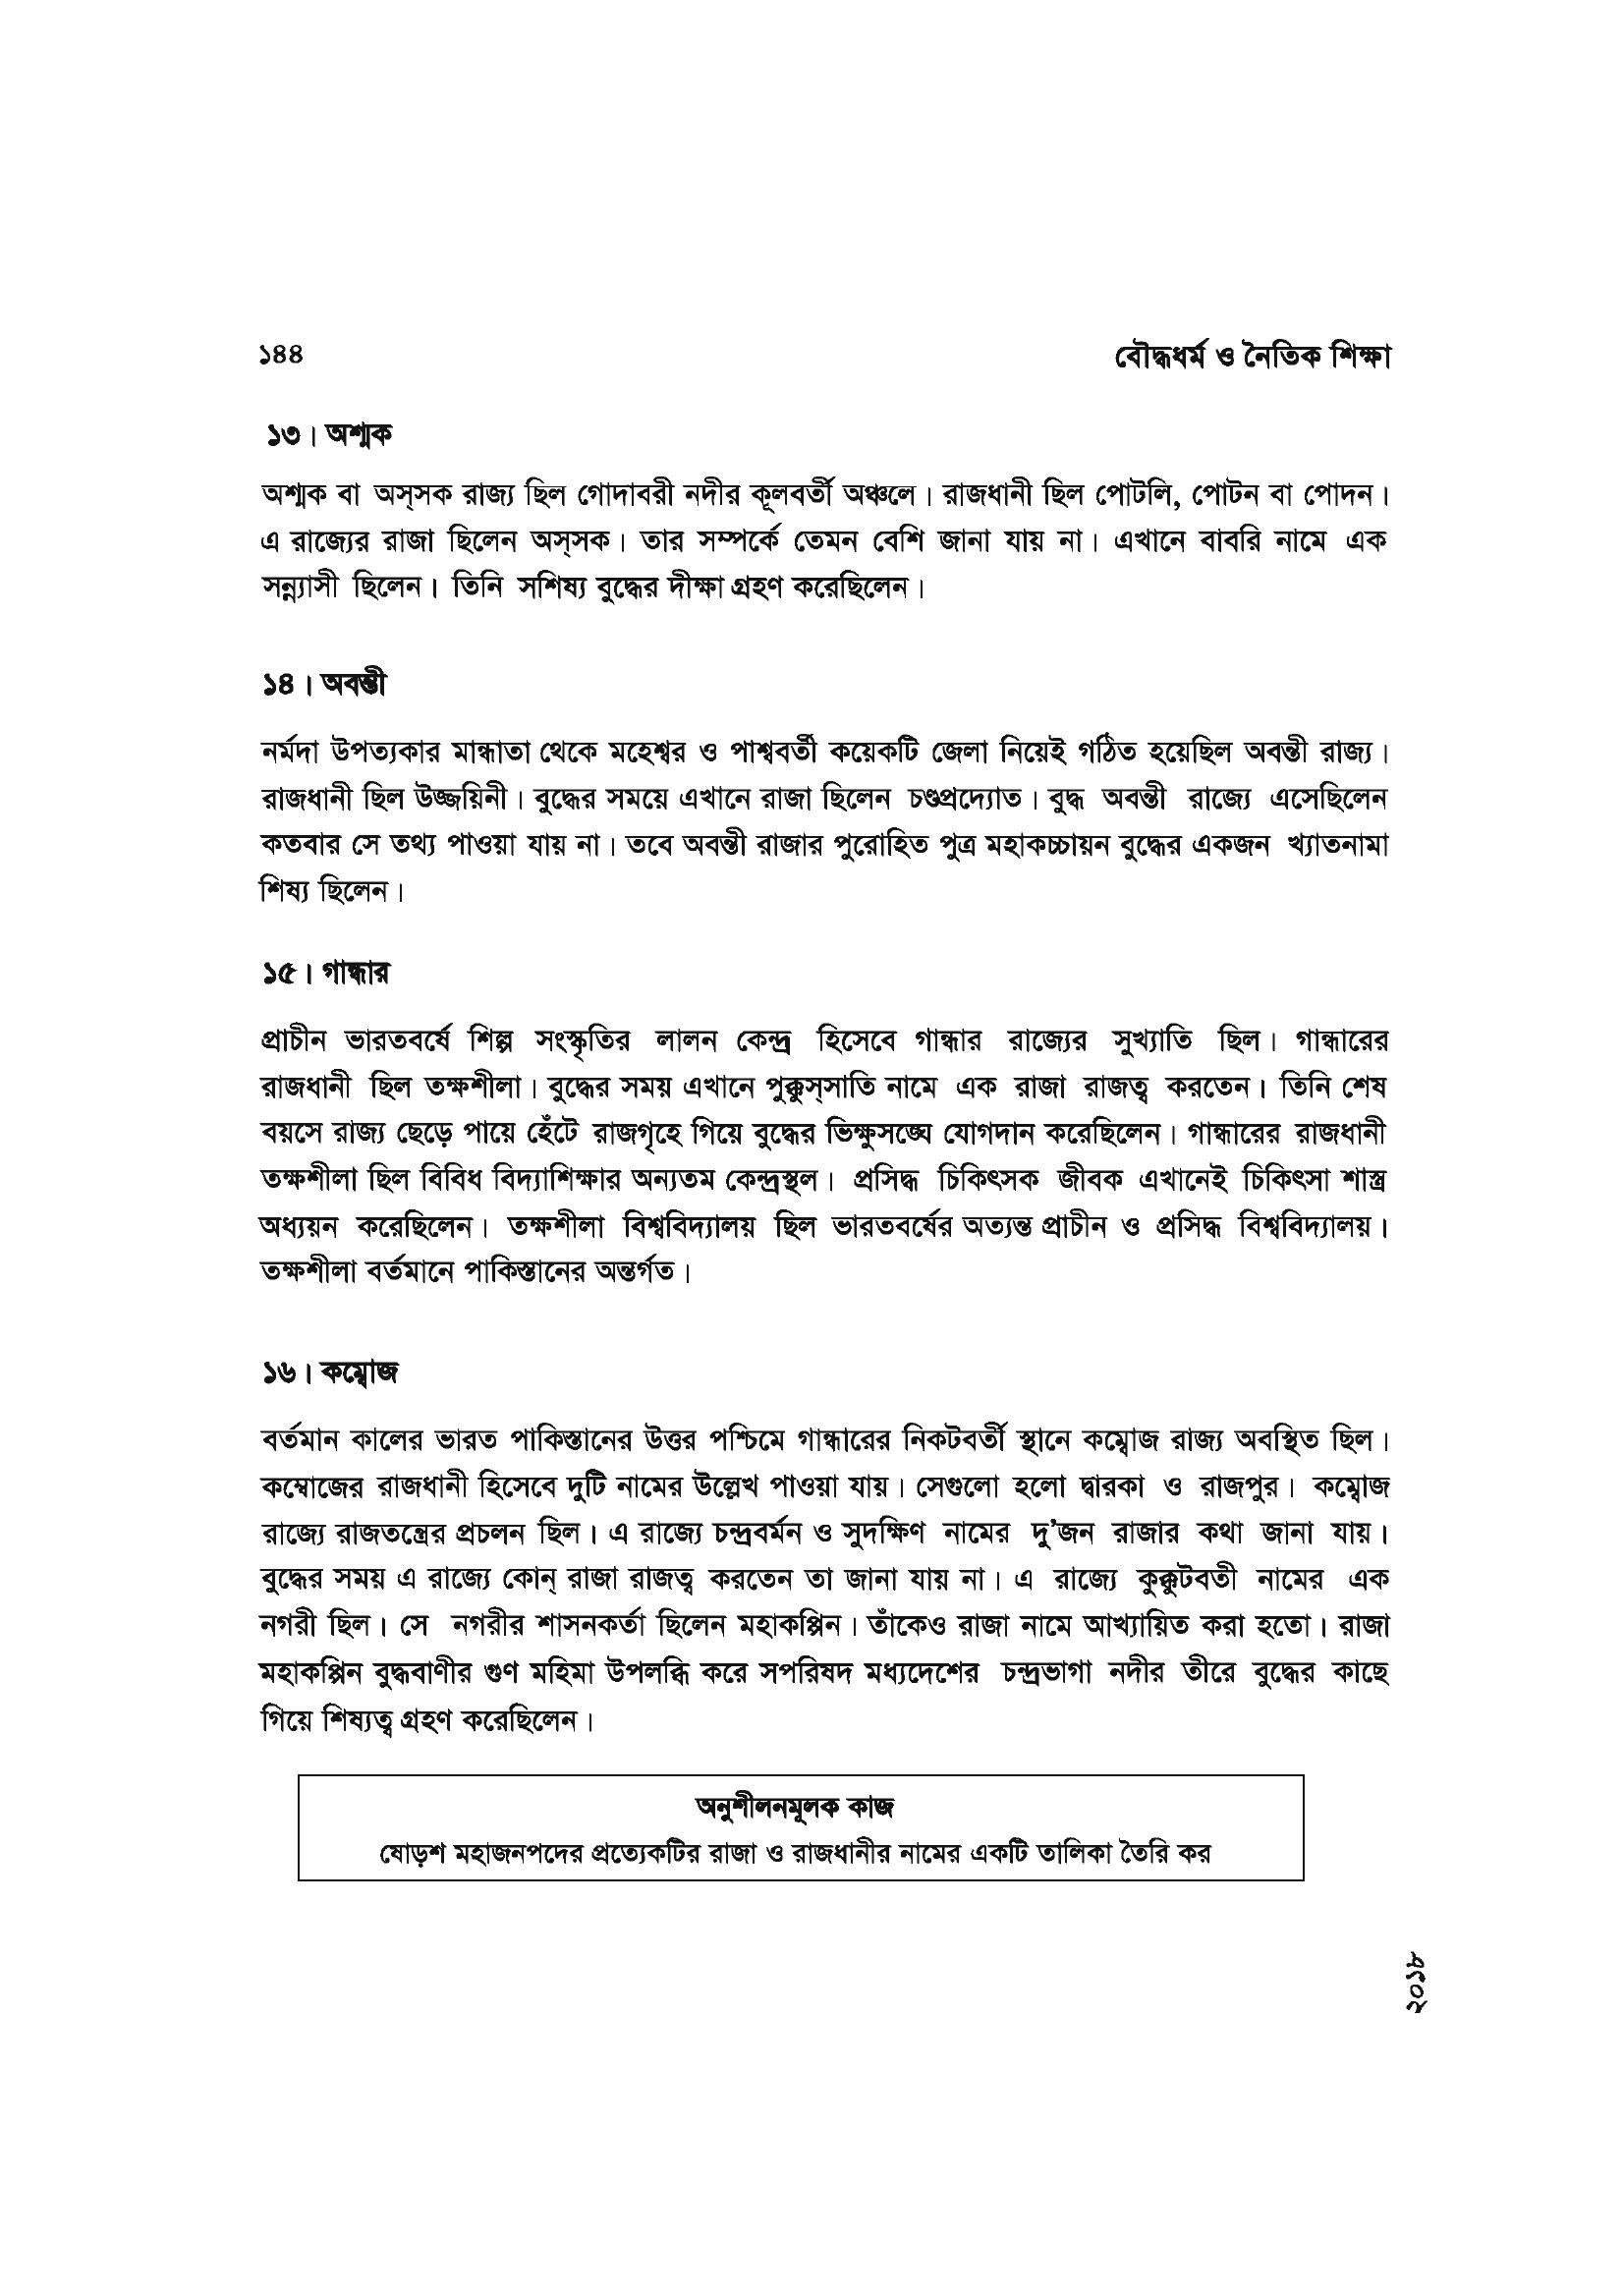 ১৪৪
বৌদ্ধধর্ম ও নৈতিক শিক্ষা
১৩। অশ্মক
অশ্মক বা অস্‌সক রাজ্য ছিল গোদাবরী নদীর কূলবর্তী অঞ্চলে। রাজধানী ছিল পোটলি, পোটন বা পোদন।
এ রাজ্যের রাজা ছিলেন অস্‌সক। তার সম্পর্কে তেমন বেশি জানা যায় না। এখানে বাবরি নামে এক
সন্ন্যাসী ছিলেন। তিনি সশিষ্য বুদ্ধের দীক্ষা গ্রহণ করেছিলেন।
১৪। অবন্তী
নর্মদা উপত্যকার মান্ধাতা থেকে মহেশ্বর ও পাশ্ববর্তী কয়েকটি জেলা নিয়েই গঠিত হয়েছিল অবন্তী রাজ্য।
রাজধানী ছিল উজ্জয়িনী। বুদ্ধের সময়ে এখানে রাজা ছিলেন চণ্ডপ্রদ্যোত। বুদ্ধ অবন্তী রাজ্যে এসেছিলেন
কতবার সে তথ্য পাওয়া যায় না। তবে অবন্তী রাজার পুরোহিত পুত্র মহাকচ্চায়ন বুদ্ধের একজন খ্যাতনামা
শিষ্য ছিলেন।
১৫। গান্ধার
প্রাচীন ভারতবর্ষে শিল্প সংস্কৃতির লালন কেন্দ্র হিসেবে গান্ধার রাজ্যের সুখ্যাতি ছিল। গান্ধারের
রাজধানী ছিল তক্ষশীলা। বুদ্ধের সময় এখানে পুক্কুস্‌সাতি নামে এক রাজা রাজত্ব করতেন। তিনি শেষ
বয়সে রাজ্য ছেড়ে পায়ে হেঁটে রাজগৃহে গিয়ে বুদ্ধের ভিক্ষুসঙ্ঘে যোগদান করেছিলেন। গান্ধারের রাজধানী
তক্ষশীলা ছিল বিবিধ বিদ্যাশিক্ষার অন্যতম কেন্দ্রস্থল। প্রসিদ্ধ চিকিৎসক জীবক এখানেই চিকিৎসা শাস্ত্র
অধ্যয়ন করেছিলেন। তক্ষশীলা বিশ্ববিদ্যালয় ছিল ভারতবর্ষের অত্যন্ত প্রাচীন ও প্রসিদ্ধ বিশ্ববিদ্যালয়।
তক্ষশীলা বর্তমানে পাকিস্তানের অন্তর্গত।
১৬। কম্বোজ
বর্তমান কালের ভারত পাকিস্তানের উত্তর পশ্চিমে গান্ধারের নিকটবর্তী স্থানে কম্বোজ রাজ্য অবস্থিত ছিল।
কম্বোজের রাজধানী হিসেবে দুটি নামের উল্লেখ পাওয়া যায়। সেগুলো হলো দ্বারকা ও রাজপুর। কম্বোজ
রাজ্যে রাজতন্ত্রের প্রচলন ছিল। এ রাজ্যে চন্দ্রবর্মন ও সুদক্ষিণ নামের দু’জন রাজার কথা জানা যায়।
বুদ্ধের সময় এ রাজ্যে কোন্‌ রাজা রাজত্ব করতেন তা জানা যায় না। এ রাজ্যে কুক্কুটবতী নামের এক
নগরী ছিল। সে নগরীর শাসনকর্তা ছিলেন মহাকপ্পিন। তাঁকেও রাজা নামে আখ্যায়িত করা হতো। রাজা
মহাকপ্পিন বুদ্ধবাণীর গুণ মহিমা উপলব্ধি করে সপরিষদ মধ্যদেশের চন্দ্রভাগা নদীর তীরে বুদ্ধের কাছে
গিয়ে শিষ্যত্ব গ্রহণ করেছিলেন।
অনুশীলনমূলক কাজ
ষোড়শ মহাজনপদের প্রত্যেকটির রাজা ও রাজধানীর নামের একটি তালিকা তৈরি কর
২০১৮